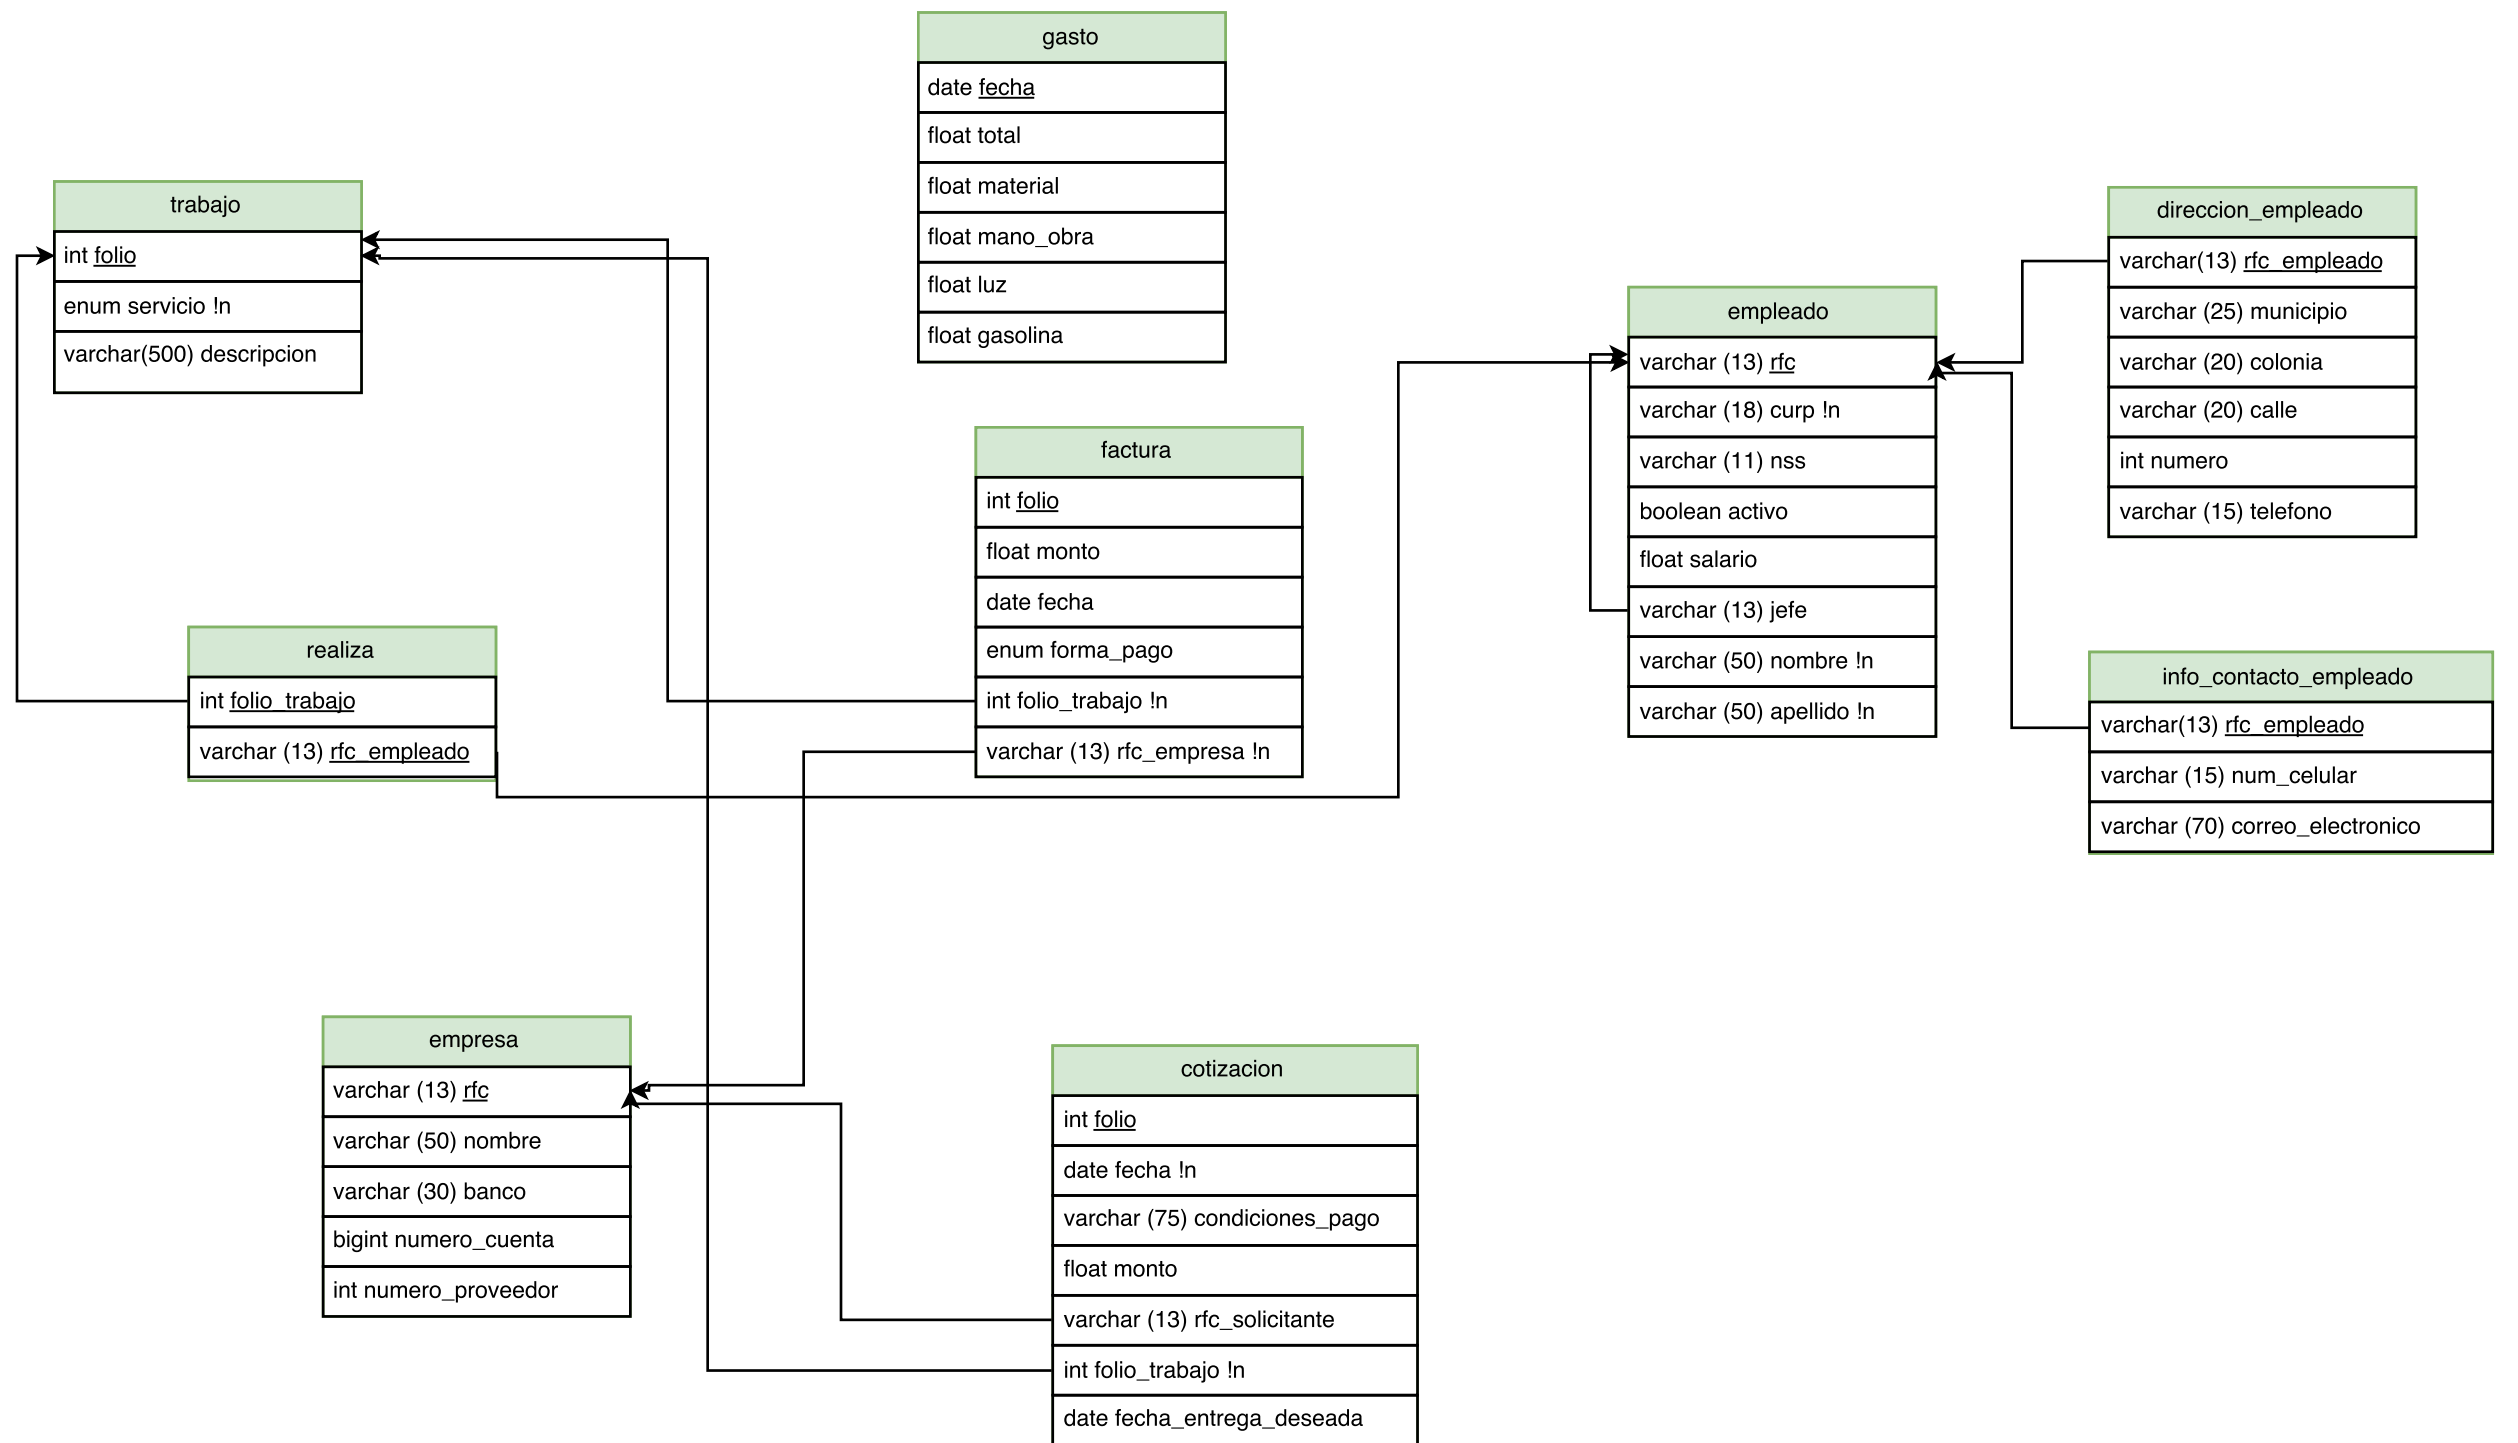 gasto
date fecha
float total
float material
float mano_obra
float luz
float gasolina
trabajo
int folio
enum servicio !n
varchar(500) descripcion
direccion_empleado
varchar(13) rfc_empleado
varchar (25) municipio
varchar (20) colonia
varchar (20) calle
int numero
varchar (15) telefono
empleado
varchar (13) rfc
varchar (18) curp !n
varchar (11) nss
boolean activo
float salario
varchar (13) jefe
varchar (50) nombre !n
varchar (50) apellido !n
factura
int folio
float monto
date fecha
enum forma_pago
int folio_trabajo !n
varchar (13) rfc_empresa !n
realiza
int folio_trabajo
varchar (13) rfc_empleado
info_contacto_empleado
varchar(13) rfc_empleado
varchar (15) num_celular
varchar (70) correo_electronico
empresa
varchar (13) rfc
varchar (50) nombre
varchar (30) banco
bigint numero_cuenta
int numero_proveedor
cotizacion
int folio
date fecha !n
varchar (75) condiciones_pago
float monto
varchar (13) rfc_solicitante
int folio_trabajo !n
date fecha_entrega_deseada